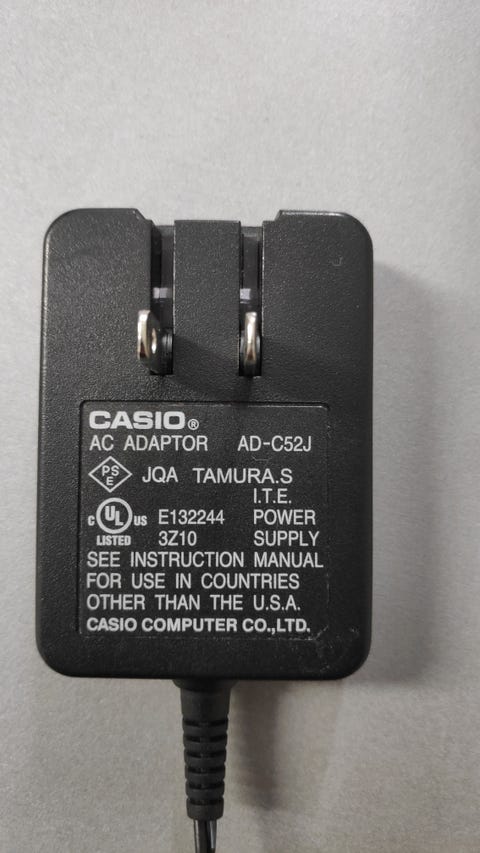 CASIO®
AC ADAPTOR AD-C52J
PS
E
JQA TAMURA.S
I.T.E.
c UL US E132244 POWER
LISTED 3Z10 SUPPLY
SEE INSTRUCTION MANUAL
FOR USE IN COUNTRIES
OTHER THAN THE U.S.A.
CASIO COMPUTER CO.,LTD.